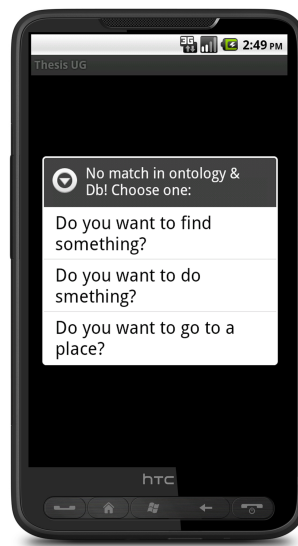 3G 2:49 PM
Thesis UG
No match in ontology &
Db! Choose one:
Do you want to find
something?
Do you want to do
smething?
Do you want to go to a
place?
hTC